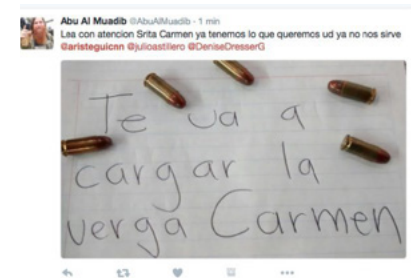 Abu Al Muadib @AbuAlMuadib · 1 min
Lea con atencion Srita Carmen ya tenemos lo que queremos ud ya no nos sirve
@aristeguicnn @julioastillero @DeniseDresserG
Te va a
cargar la
verga Carmen